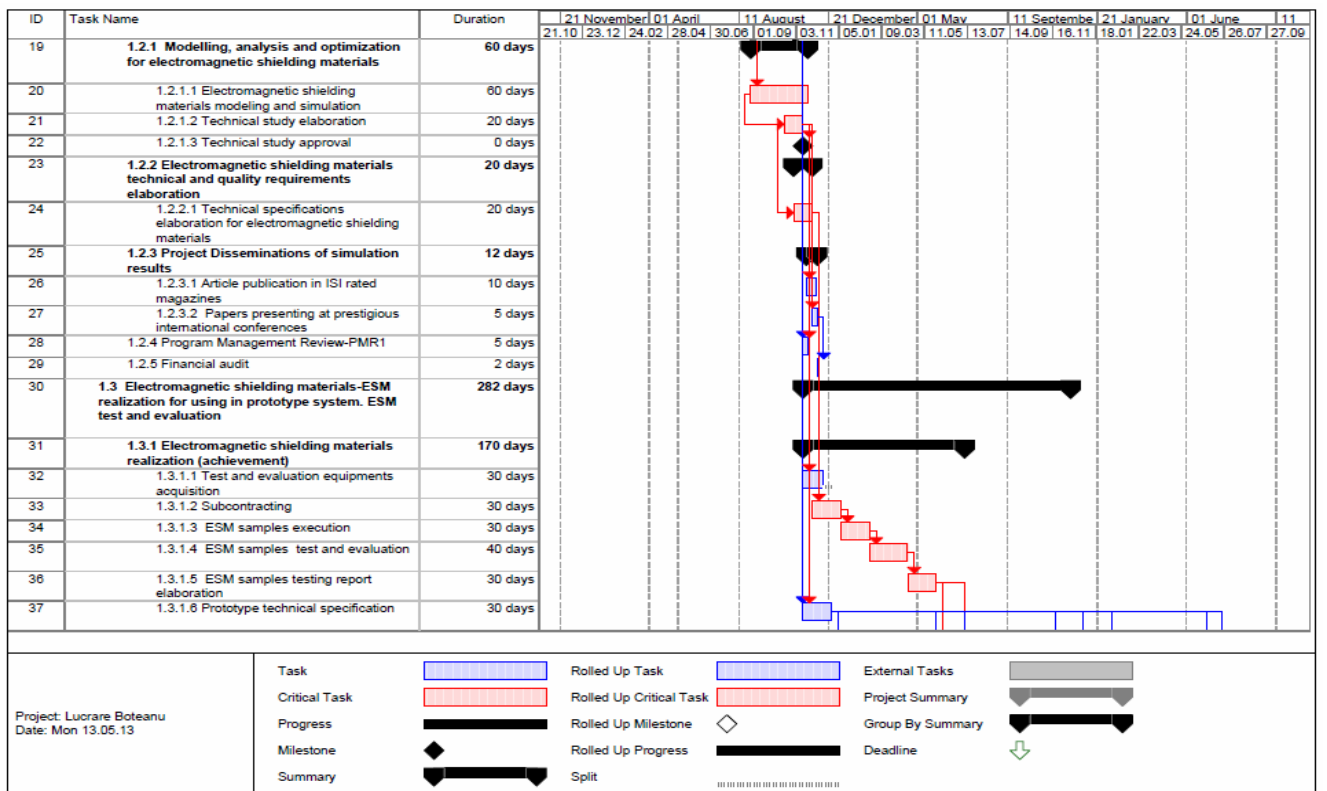 ID Task Name Duration 21 November 01 April 11 August 21 December 01 May 11 Septembe 21 January 01 June 11
21.10 23.12 24.02 28.04 30.06 01.09 03.11 05.01 09.03 11.05 13.07 14.09 16.11 18.01 22.03 24.05 26.07 27.09
19 1.2.1 Modelling, analysis and optimization 60 days
for electromagnetic shielding materials
20 1.2.1.1 Electromagnetic shielding 60 days
materials modeling and simulation
21 1.2.1.2 Technical study elaboration 20 days
22 1.2.1.3 Technical study approval 0 days
23 1.2.2 Electromagnetic shielding materials 20 days
technical and quality requirements
elaboration
24 1.2.2.1 Technical specifications 20 days
elaboration for electromagnetic shielding
materials
25 1.2.3 Project Disseminations of simulation 12 days
results
26 1.2.3.1 Article publication in ISI rated 10 days
magazines
27 1.2.3.2 Papers presenting at prestigious 5 days
international conferences
28 1.2.4 Program Management Review-PMR1 5 days
29 1.2.5 Financial audit 2 days
30 1.3 Electromagnetic shielding materials-ESM 282 days
realization for using in prototype system. ESM
test and evaluation
31 1.3.1 Electromagnetic shielding materials 170 days
realization (achievement)
32 1.3.1.1 Test and evaluation equipments 30 days
acquisition
33 1.3.1.2 Subcontracting 30 days
34 1.3.1.3 ESM samples execution 30 days
35 1.3.1.4 ESM samples test and evaluation 40 days
36 1.3.1.5 ESM samples testing report 30 days
elaboration
37 1.3.1.6 Prototype technical specification 30 days
Project: Lucrare Boteanu
Date: Mon 13.05.13
Task Rolled Up Task External Tasks
Critical Task Rolled Up Critical Task Project Summary
Progress Rolled Up Milestone Group By Summary
Milestone Rolled Up Progress Deadline
Summary Split